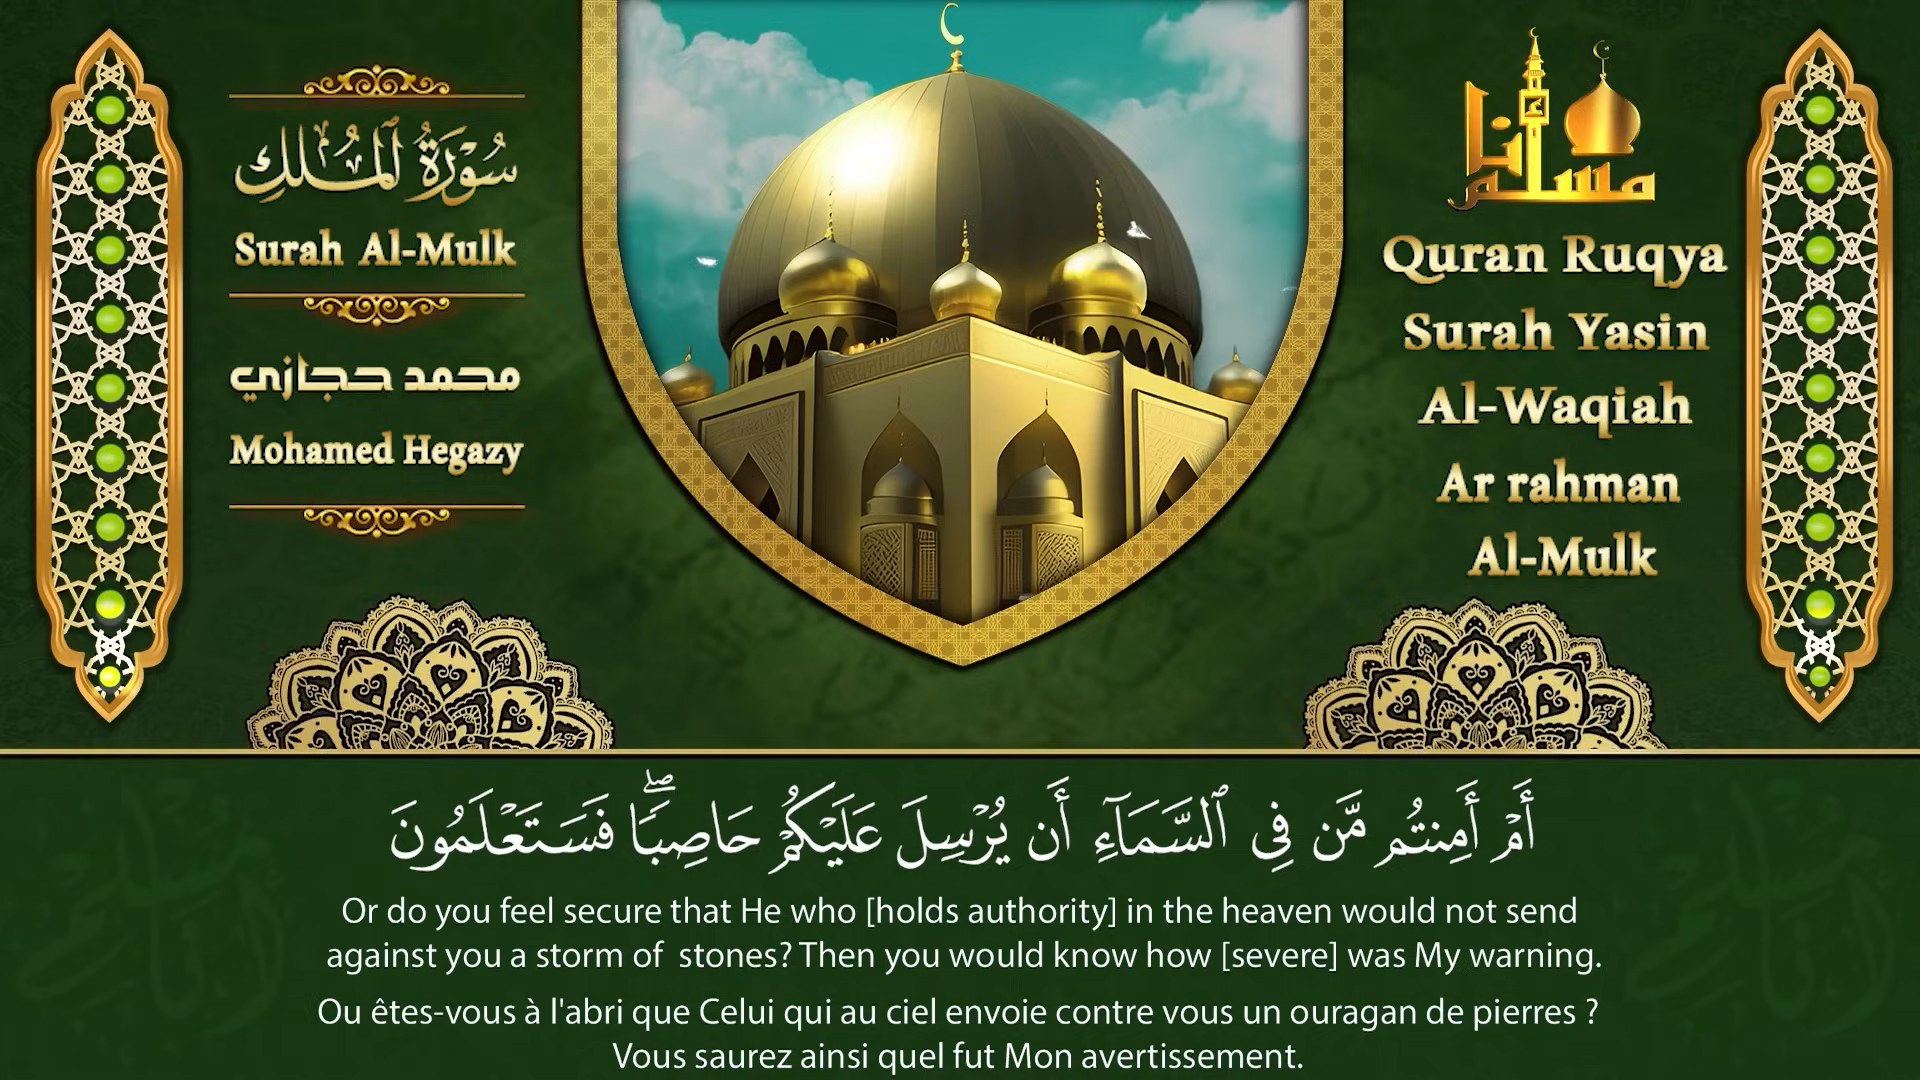 سُورَةُ ٱلْمُلْكِ
Surah Al-Mulk
محمد حجازي
Mohamed Hegazy
أنا
مسلم
Quran Ruqya
Surah Yasin
Al-Waqiah
Ar rahman
Al-Mulk
أَمْ أَمِنتُم مَّن فِى ٱلسَّمَآءِ أَن يُرْسِلَ عَلَيْكُمْ حَاصِبًا ۖ فَسَتَعْلَمُونَ
Or do you feel secure that He who [holds authority] in the heaven would not send
against you a storm of stones? Then you would know how [severe] was My warning.
Ou êtes-vous à l'abri que Celui qui au ciel envoie contre vous un ouragan de pierres ?
Vous saurez ainsi quel fut Mon avertissement.